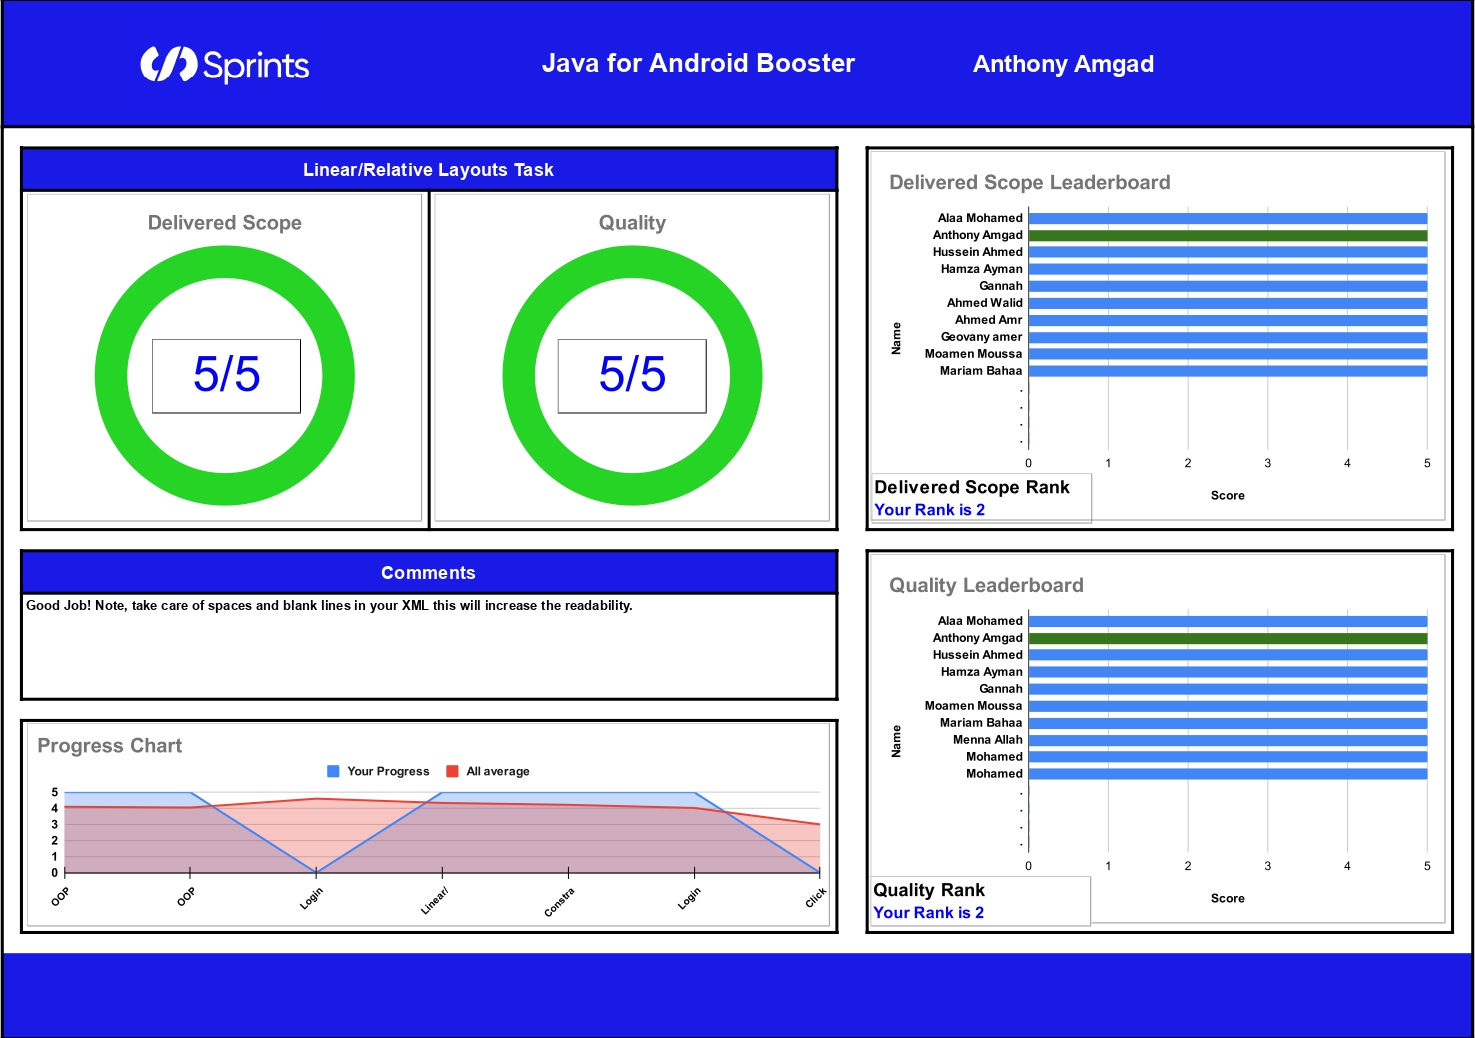 Sprints
Java for Android Booster
Anthony Amgad
Linear/Relative Layouts Task
Delivered Scope
5/5
Quality
5/5
Comments
Good Job! Note, take care of spaces and blank lines in your XML this will increase the readability.
Progress Chart
Your Progress
All average
5
4
3
2
1
0
OOP
OOP
Login
Linear/
Constra
Login
Click
Delivered Scope Leaderboard
Name
Alaa Mohamed
Anthony Amgad
Hussein Ahmed
Hamza Ayman
Gannah
Ahmed Walid
Ahmed Amr
Geovany amer
Moamen Moussa
Mariam Bahaa
.
.
.
.
0 1 2 3 4 5
Score
Delivered Scope Rank
Your Rank is 2
Quality Leaderboard
Name
Alaa Mohamed
Anthony Amgad
Hussein Ahmed
Hamza Ayman
Gannah
Moamen Moussa
Mariam Bahaa
Menna Allah
Mohamed
Mohamed
.
.
.
.
0 1 2 3 4 5
Score
Quality Rank
Your Rank is 2